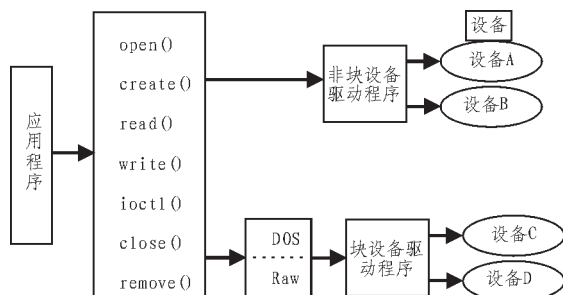 应用程序
open()
create()
read()
write()
ioctl()
close()
remove()
非块设备
驱动程序
设备
设备A
设备B
DOS
Raw
块设备驱
动程序
设备C
设备D